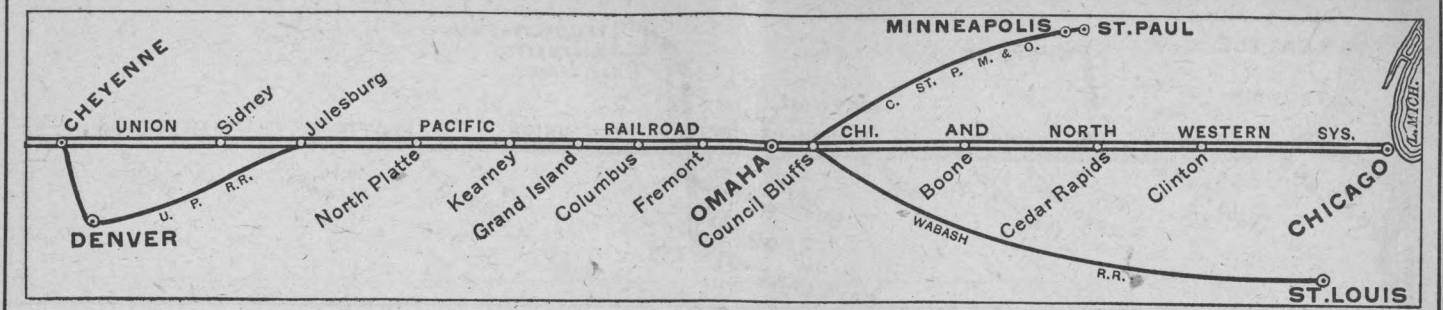 MINNEAPOLIS ST. PAUL
C. ST. P. M. & O.
CHEYENNE
Sidney
Julesburg
UNION PACIFIC RAILROAD
CHI. AND NORTH WESTERN SYS.
L. MICH.
U. P. R.R.
DENVER
North Platte
Kearney
Grand Island
Columbus
Fremont
OMAHA
Council Bluffs
Boone
Cedar Rapids
Clinton
CHICAGO
WABASH R.R.
ST. LOUIS